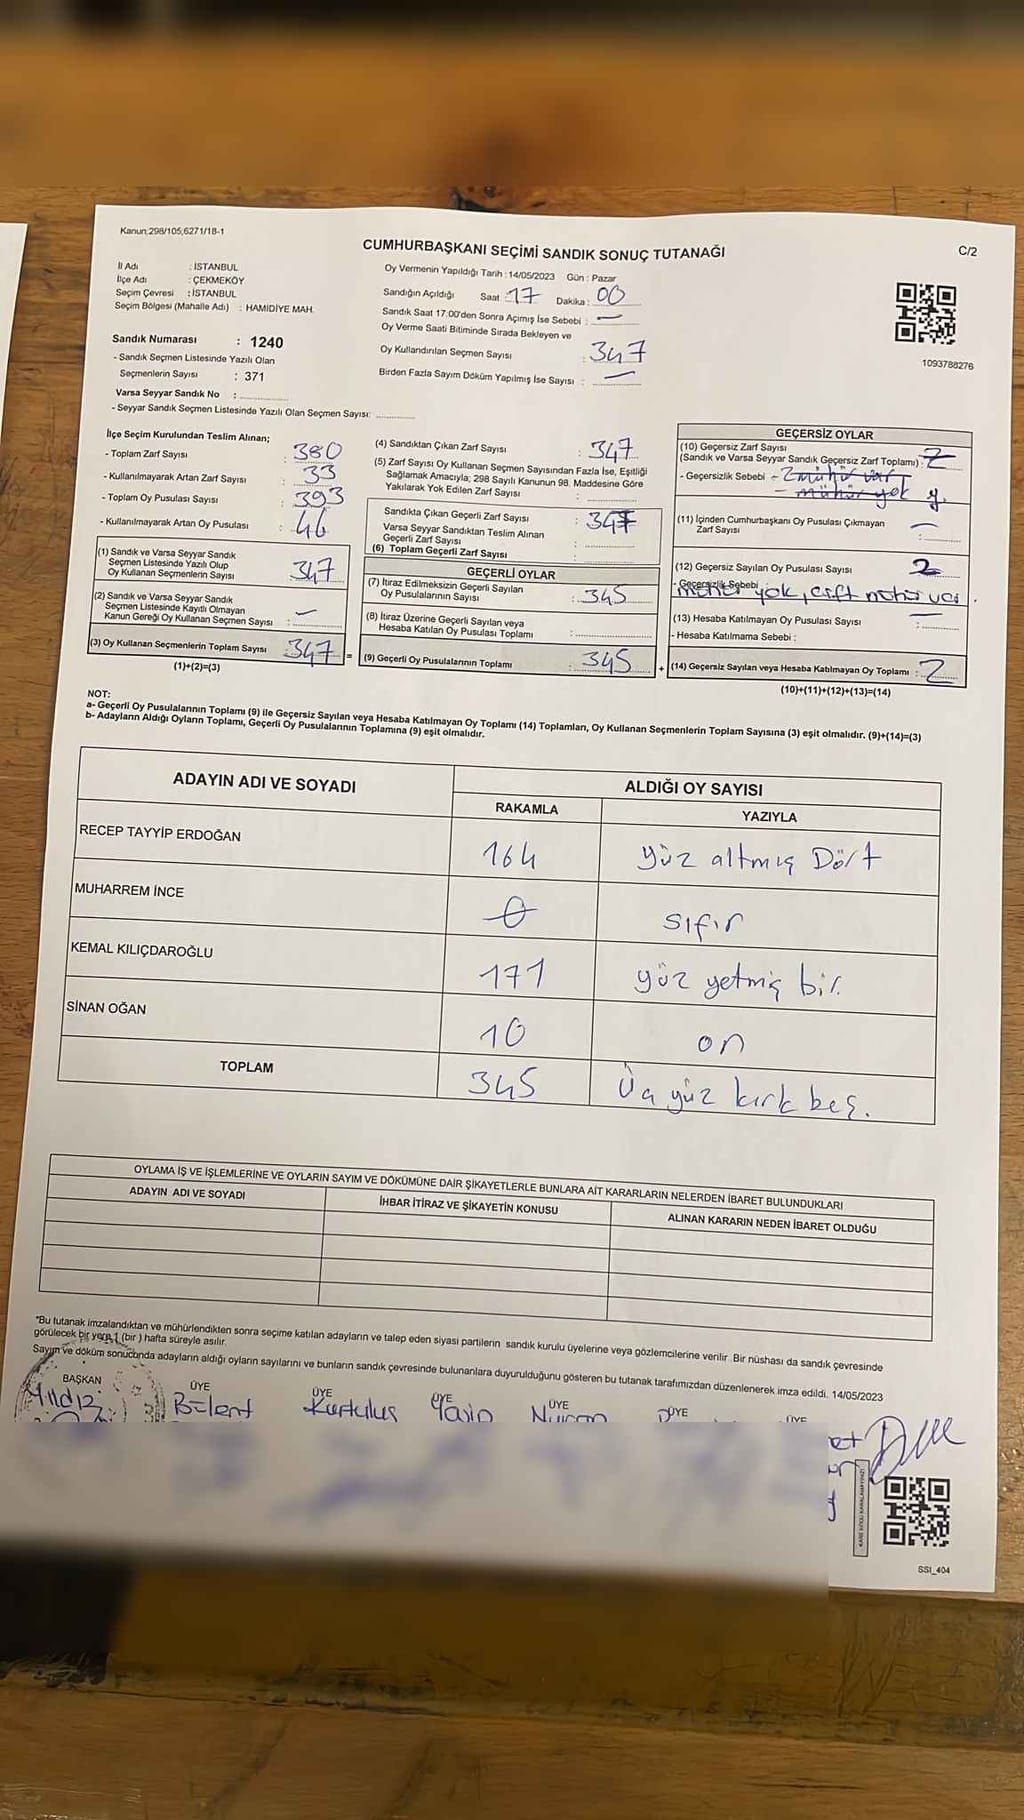 Kanun;298/105;6271/18-1
CUMHURBAŞKANI SEÇİMİ SANDIK SONUÇ TUTANAĞI
C/2
İl Adı : İSTANBUL
İlçe Adı : ÇEKMEKÖY
Seçim Çevresi : İSTANBUL
Seçim Bölgesi (Mahalle Adı) : HAMİDİYE MAH.
Oy Vermenin Yapıldığı Tarih : 14/05/2023 Gün : Pazar
Sandığın Açıldığı Saat : 17 Dakika : 00
Sandık Saat 17:00'den Sonra Açımış İse Sebebi : —
Oy Verme Saati Bitiminde Sırada Bekleyen ve
Oy Kullandırılan Seçmen Sayısı : 347
Birden Fazla Sayım Döküm Yapılmış İse Sayısı : —
1093788276
Sandık Numarası : 1240
- Sandık Seçmen Listesinde Yazılı Olan
Seçmenlerin Sayısı : 371
Varsa Seyyar Sandık No :
- Seyyar Sandık Seçmen Listesinde Yazılı Olan Seçmen Sayısı:
İlçe Seçim Kurulundan Teslim Alınan;
- Toplam Zarf Sayısı : 380
- Kullanılmayarak Artan Zarf Sayısı : 33
- Toplam Oy Pusulası Sayısı : 393
- Kullanılmayarak Artan Oy Pusulası : 46
(1) Sandık ve Varsa Seyyar Sandık
Seçmen Listesinde Yazılı Olup
Oy Kullanan Seçmenlerin Sayısı : 347
(2) Sandık ve Varsa Seyyar Sandık
Seçmen Listesinde Kayıtlı Olmayan
Kanun Gereği Oy Kullanan Seçmen Sayısı : —
(3) Oy Kullanan Seçmenlerin Toplam Sayısı : 347 =
(1)+(2)=(3)
(4) Sandıktan Çıkan Zarf Sayısı : 347
(5) Zarf Sayısı Oy Kullanan Seçmen Sayısından Fazla İse, Eşitliği
Sağlamak Amacıyla; 298 Sayılı Kanunun 98. Maddesine Göre
Yakılarak Yok Edilen Zarf Sayısı :
Sandıkta Çıkan Geçerli Zarf Sayısı : 347
Varsa Seyyar Sandıktan Teslim Alınan
Geçerli Zarf Sayısı :
(6) Toplam Geçerli Zarf Sayısı :
GEÇERLİ OYLAR
(7) İtiraz Edilmeksizin Geçerli Sayılan
Oy Pusulalarının Sayısı : 345
(8) İtiraz Üzerine Geçerli Sayılan veya
Hesaba Katılan Oy Pusulası Toplamı :
(9) Geçerli Oy Pusulalarının Toplamı : 345 +
GEÇERSİZ OYLAR
(10) Geçersiz Zarf Sayısı
(Sandık ve Varsa Seyyar Sandık Geçersiz Zarf Toplamı) : 2
- Geçersizlik Sebebi - 2 mühür var
- mühür yok y.
(11) İçinden Cumhurbaşkanı Oy Pusulası Çıkmayan
Zarf Sayısı : —
(12) Geçersiz Sayılan Oy Pusulası Sayısı : 2
- Geçersizlik Sebebi
mühür yok, çift mühür var
(13) Hesaba Katılmayan Oy Pusulası Sayısı : —
- Hesaba Katılmama Sebebi :
(14) Geçersiz Sayılan veya Hesaba Katılmayan Oy Toplamı : 2
(10)+(11)+(12)+(13)=(14)
NOT:
a- Geçerli Oy Pusulalarının Toplamı (9) ile Geçersiz Sayılan veya Hesaba Katılmayan Oy Toplamı (14) Toplamları, Oy Kullanan Seçmenlerin Toplam Sayısına (3) eşit olmalıdır. (9)+(14)=(3)
b- Adayların Aldığı Oyların Toplamı, Geçerli Oy Pusulalarının Toplamına (9) eşit olmalıdır.
ADAYIN ADI VE SOYADI
ALDIĞI OY SAYISI
RAKAMLA YAZIYLA
RECEP TAYYİP ERDOĞAN 164 yüz altmış Dört
MUHARREM İNCE 0 sıfır
KEMAL KILIÇDAROĞLU 171 yüz yetmiş bir.
SİNAN OĞAN 10 on
TOPLAM 345 Üç yüz kırk beş.
OYLAMA İŞ VE İŞLEMLERİNE VE OYLARIN SAYIM VE DÖKÜMÜNE DAİR ŞİKAYETLERLE BUNLARA AİT KARARLARIN NELERDEN İBARET BULUNDUKLARI
ADAYIN ADI VE SOYADI İHBAR İTİRAZ VE ŞİKAYETİN KONUSU ALINAN KARARIN NEDEN İBARET OLDUĞU
*Bu tutanak imzalandıktan ve mühürlendikten sonra seçime katılan adayların ve talep eden siyasi partilerin sandık kurulu üyelerine veya gözlemcilerine verilir. Bir nüshası da sandık çevresinde
görülecek bir yere 1 (bir ) hafta süreyle asılır.
Sayım ve döküm sonucunda adayların aldığı oyların sayılarını ve bunların sandık çevresinde bulunanlara duyurulduğunu gösteren bu tutanak tarafımızdan düzenlenerek imza edildi. 14/05/2023
BAŞKAN ÜYE ÜYE ÜYE ÜYE ÜYE ÜYE
Yıldız Bülent Kurtuluş Yasin Nuran
SSI_404